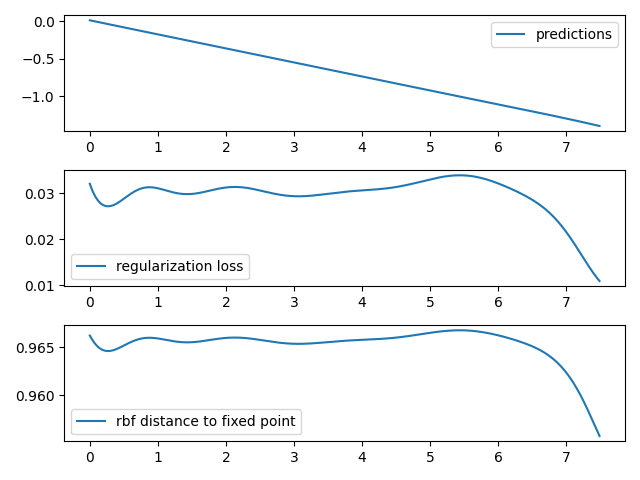 0.0
−0.5
−1.0
predictions
0 1 2 3 4 5 6 7
0.03
0.02
0.01
regularization loss
0 1 2 3 4 5 6 7
0.965
0.960
rbf distance to fixed point
0 1 2 3 4 5 6 7